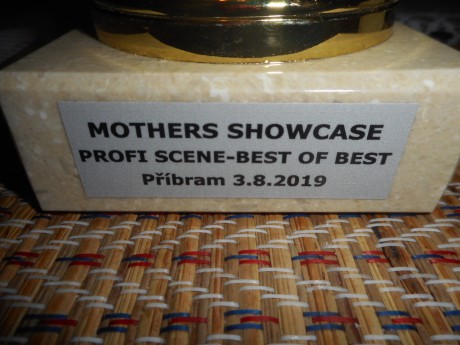 MOTHERS SHOWCASE
PROFI SCENE-BEST OF BEST
Příbram 3.8.2019